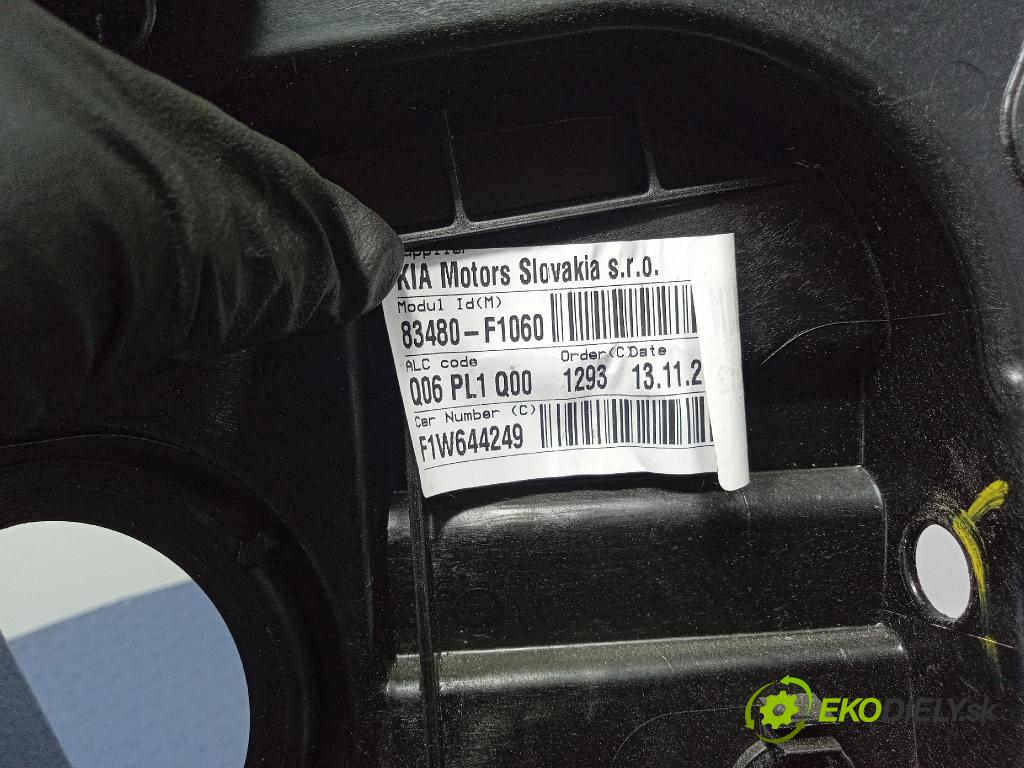 Supplier
KIA Motors Slovakia s.r.o.
Modul Id(M)
83480-F1060
ALC code Order(C) Date
Q06 PL1 Q00 1293 13.11.2
Car Number (C)
F1W644249
EKODIELY.sk